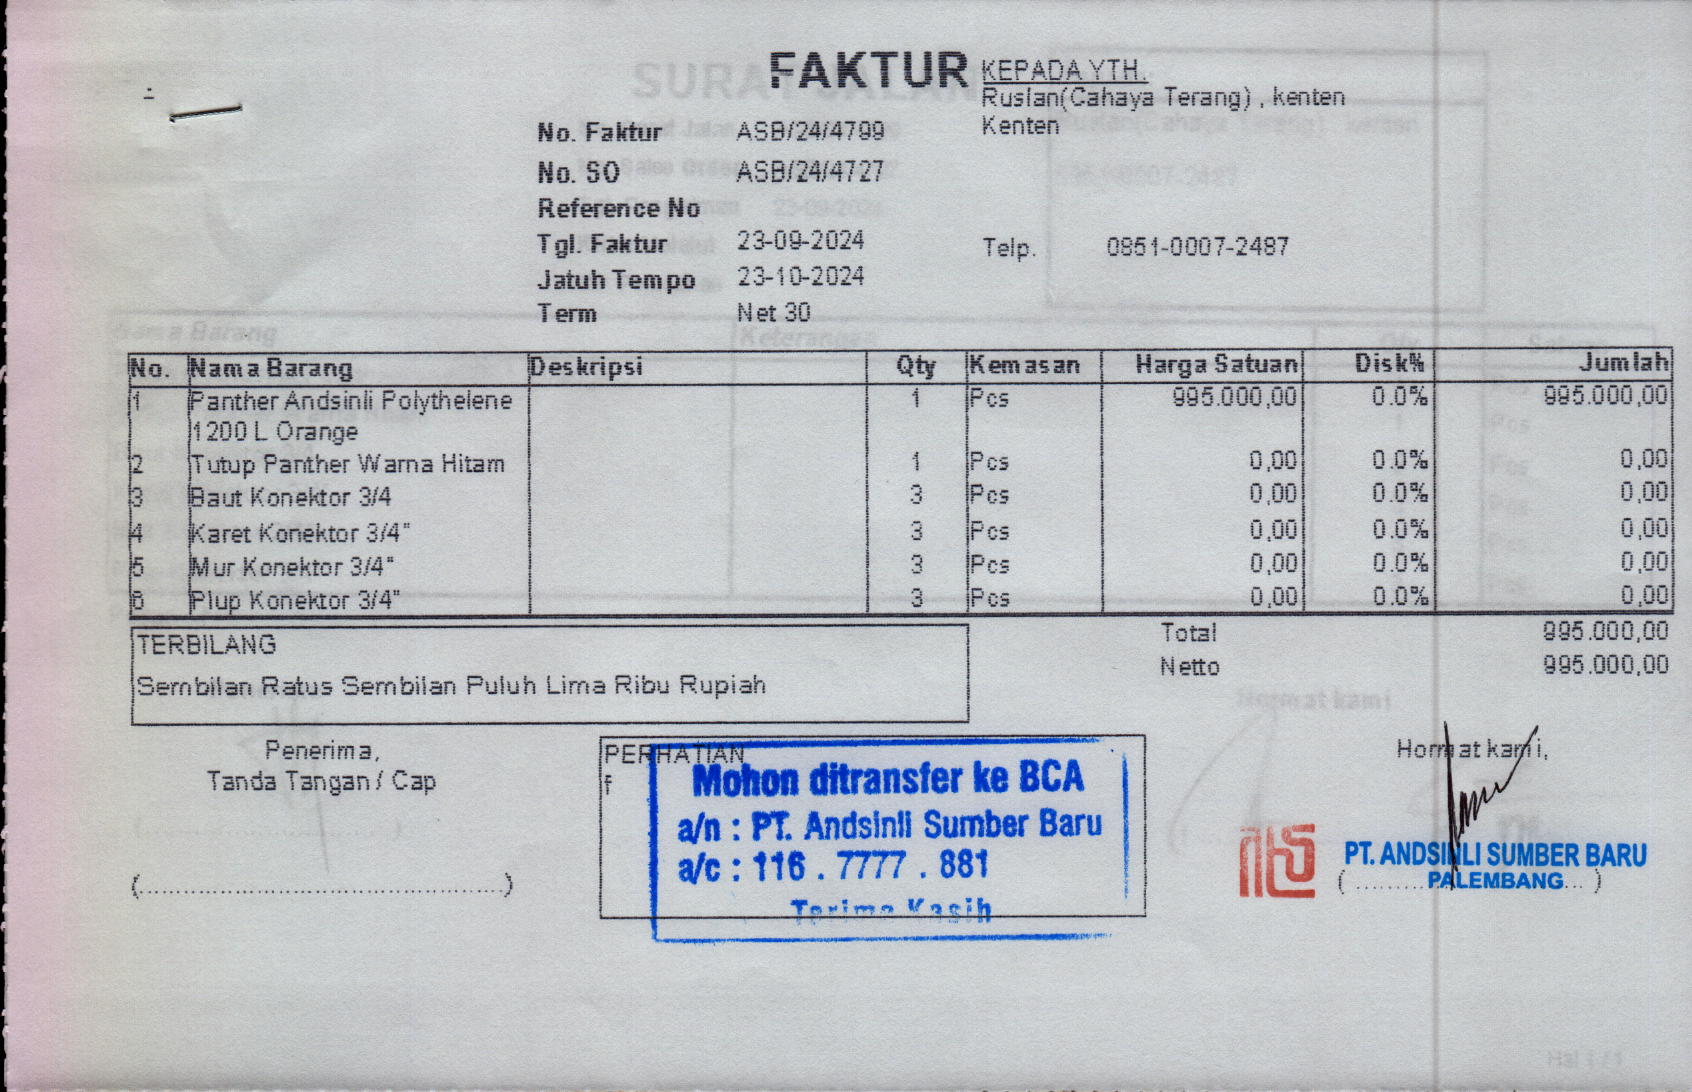 FAKTUR
KEPADA YTH.
Ruslan(Cahaya Terang) , kenten
Kenten
No. Faktur ASB/24/4799
No. SO ASB/24/4727
Reference No
Tgl. Faktur 23-09-2024
Telp. 0851-0007-2487
Jatuh Tempo 23-10-2024
Term Net 30
No. Nama Barang Deskripsi Qty Kemasan Harga Satuan Disk% Jumlah
1 Panther Andsinli Polythelene 1 Pcs 995.000,00 0.0% 995.000,00
1200 L Orange
2 Tutup Panther Warna Hitam 1 Pcs 0,00 0.0% 0,00
3 Baut Konektor 3/4 3 Pcs 0,00 0.0% 0,00
4 Karet Konektor 3/4" 3 Pcs 0,00 0.0% 0,00
5 Mur Konektor 3/4" 3 Pcs 0,00 0.0% 0,00
6 Plup Konektor 3/4" 3 Pcs 0,00 0.0% 0,00
TERBILANG
Sembilan Ratus Sembilan Puluh Lima Ribu Rupiah
Total 995.000,00
Netto 995.000,00
Penerima,
Tanda Tangan / Cap
(..............................................)
PERHATIAN
f
Mohon ditransfer ke BCA
a/n : PT. Andsinli Sumber Baru
a/c : 116 . 7777 . 881
Terima Kasih
Hormat kami,
PT. ANDSINLI SUMBER BARU
PALEMBANG
Hal 1 / 1